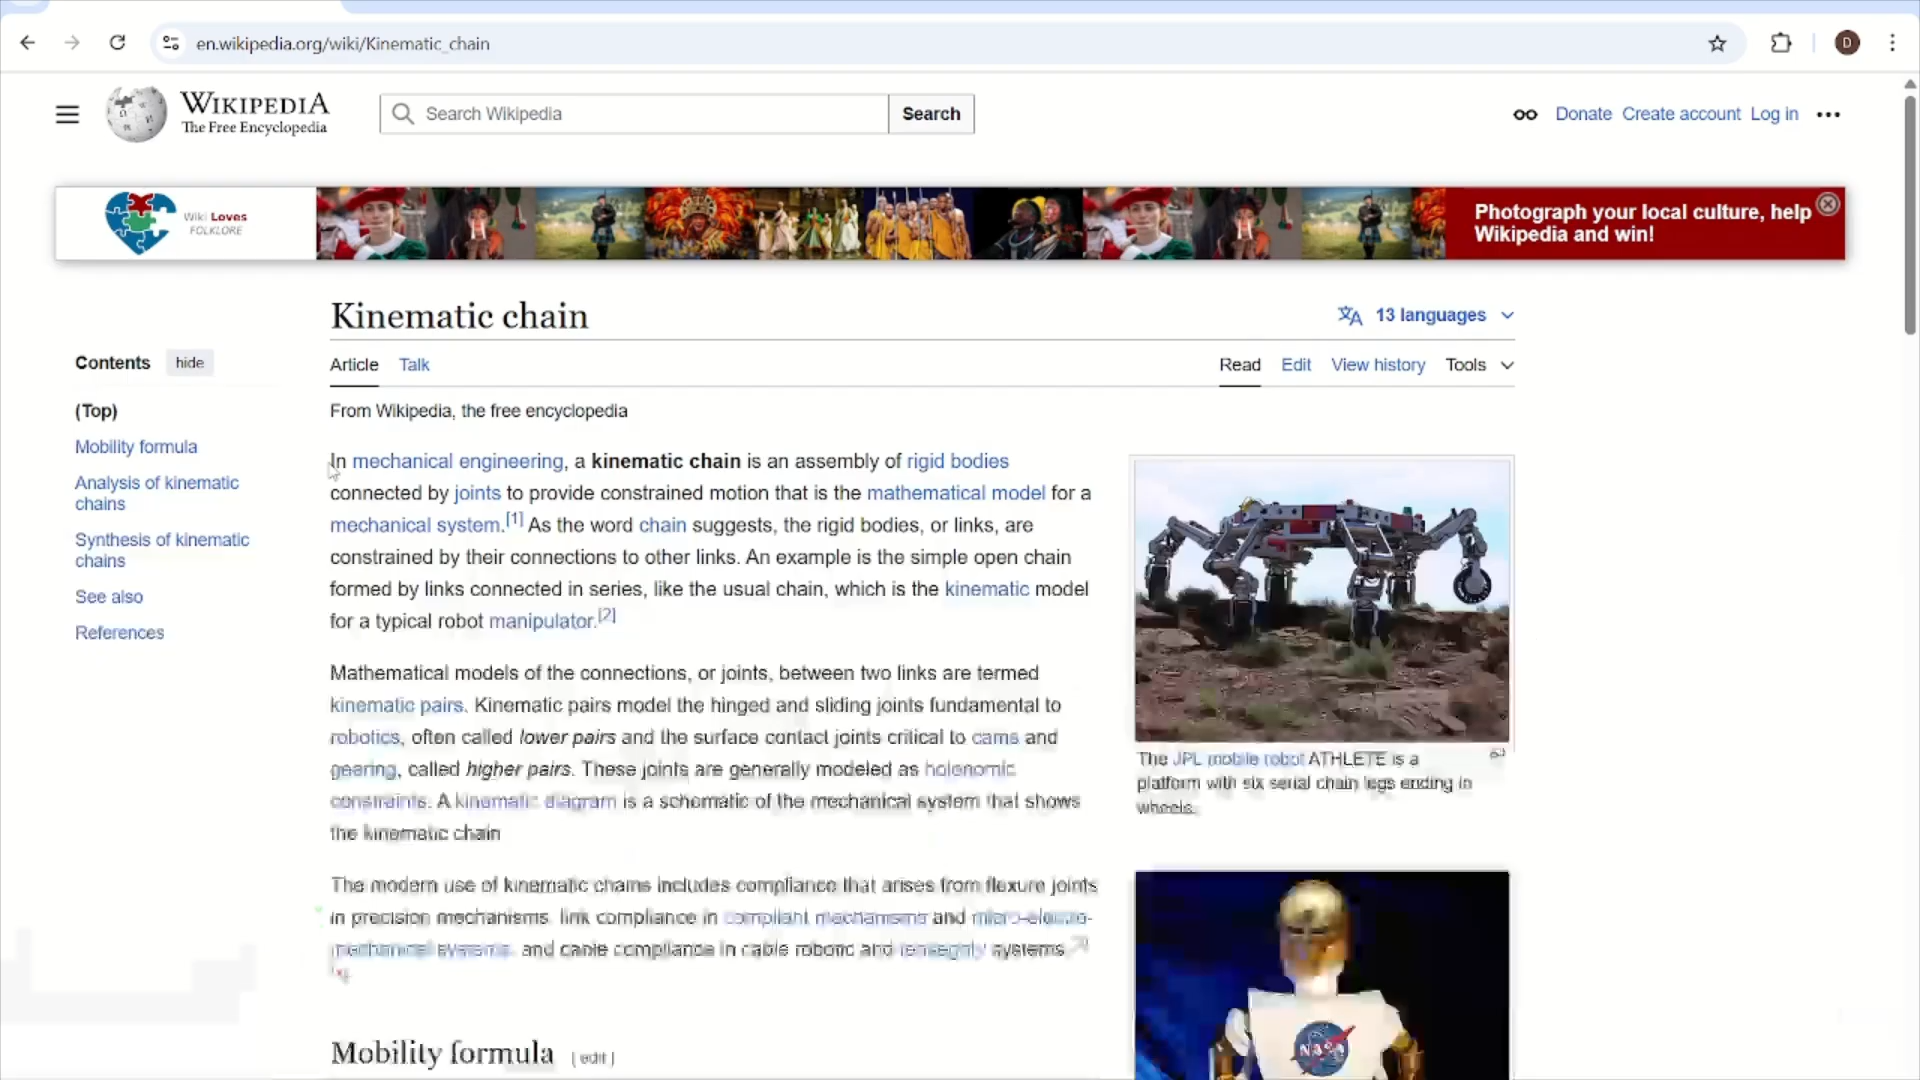 en.wikipedia.org/wiki/Kinematic_chain
D
WIKIPEDIA
The Free Encyclopedia
Search Wikipedia
Search
Donate Create account Log in
Wiki Loves
FOLKLORE
Photograph your local culture, help
Wikipedia and win!
Kinematic chain
13 languages
Contents hide
Article Talk
Read Edit View history Tools
(Top)
Mobility formula
Analysis of kinematic
chains
Synthesis of kinematic
chains
See also
References
From Wikipedia, the free encyclopedia
In mechanical engineering, a kinematic chain is an assembly of rigid bodies
connected by joints to provide constrained motion that is the mathematical model for a
mechanical system.[1] As the word chain suggests, the rigid bodies, or links, are
constrained by their connections to other links. An example is the simple open chain
formed by links connected in series, like the usual chain, which is the kinematic model
for a typical robot manipulator.[2]
Mathematical models of the connections, or joints, between two links are termed
kinematic pairs. Kinematic pairs model the hinged and sliding joints fundamental to
robotics, often called lower pairs and the surface contact joints critical to cams and
gearing, called higher pairs. These joints are generally modeled as holonomic
constraints. A kinematic diagram is a schematic of the mechanical system that shows
the kinematic chain
The modern use of kinematic chains includes compliance that arises from flexure joints
in precision mechanisms, link compliance in compliant mechanisms and micro-electro-
mechanical systems, and cable compliance in cable robotic and tensegrity systems.
The JPL mobile robot ATHLETE is a
platform with six serial chain legs ending in
wheels.
NASA
Mobility formula [ edit ]